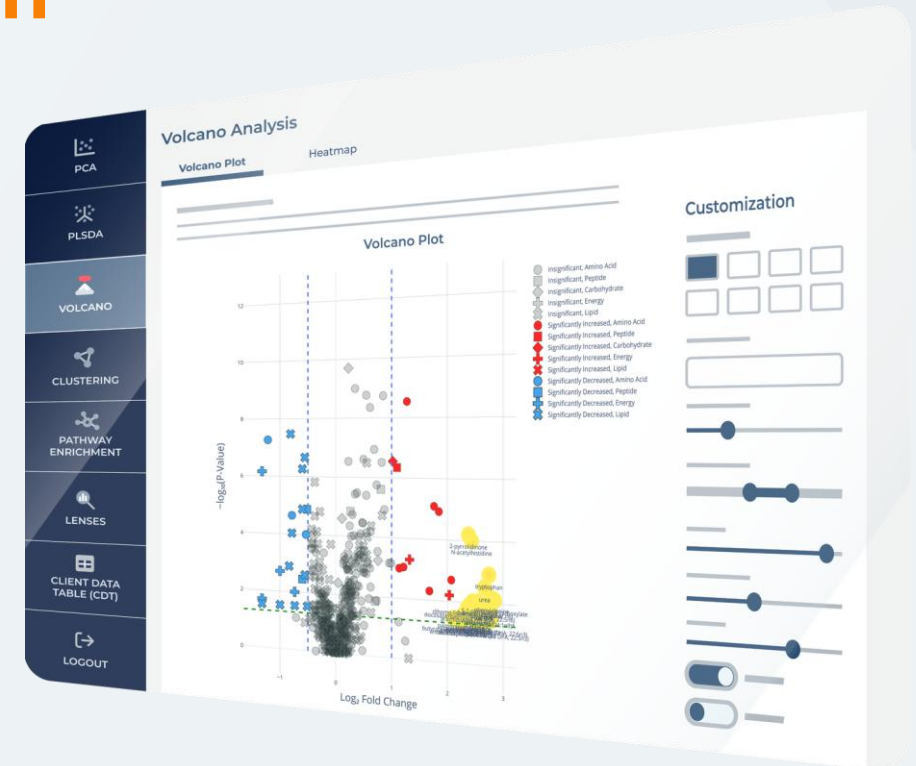 PCA
PLSDA
VOLCANO
CLUSTERING
PATHWAY
ENRICHMENT
LENSES
CLIENT DATA
TABLE (CDT)
LOGOUT
Volcano Analysis
Volcano Plot
Heatmap
Volcano Plot
12
10
8
6
4
2
0
-log₁₀(P-Value)
-1
0
1
2
3
Log₂ Fold Change
2-pyrrolidinone
N-acetylhistidine
tryptophan
urea
Insignificant, Amino Acid
Insignificant, Peptide
Insignificant, Carbohydrate
Insignificant, Energy
Insignificant, Lipid
Significantly Increased, Amino Acid
Significantly Increased, Peptide
Significantly Increased, Carbohydrate
Significantly Increased, Energy
Significantly Increased, Lipid
Significantly Decreased, Amino Acid
Significantly Decreased, Peptide
Significantly Decreased, Energy
Significantly Decreased, Lipid
Customization